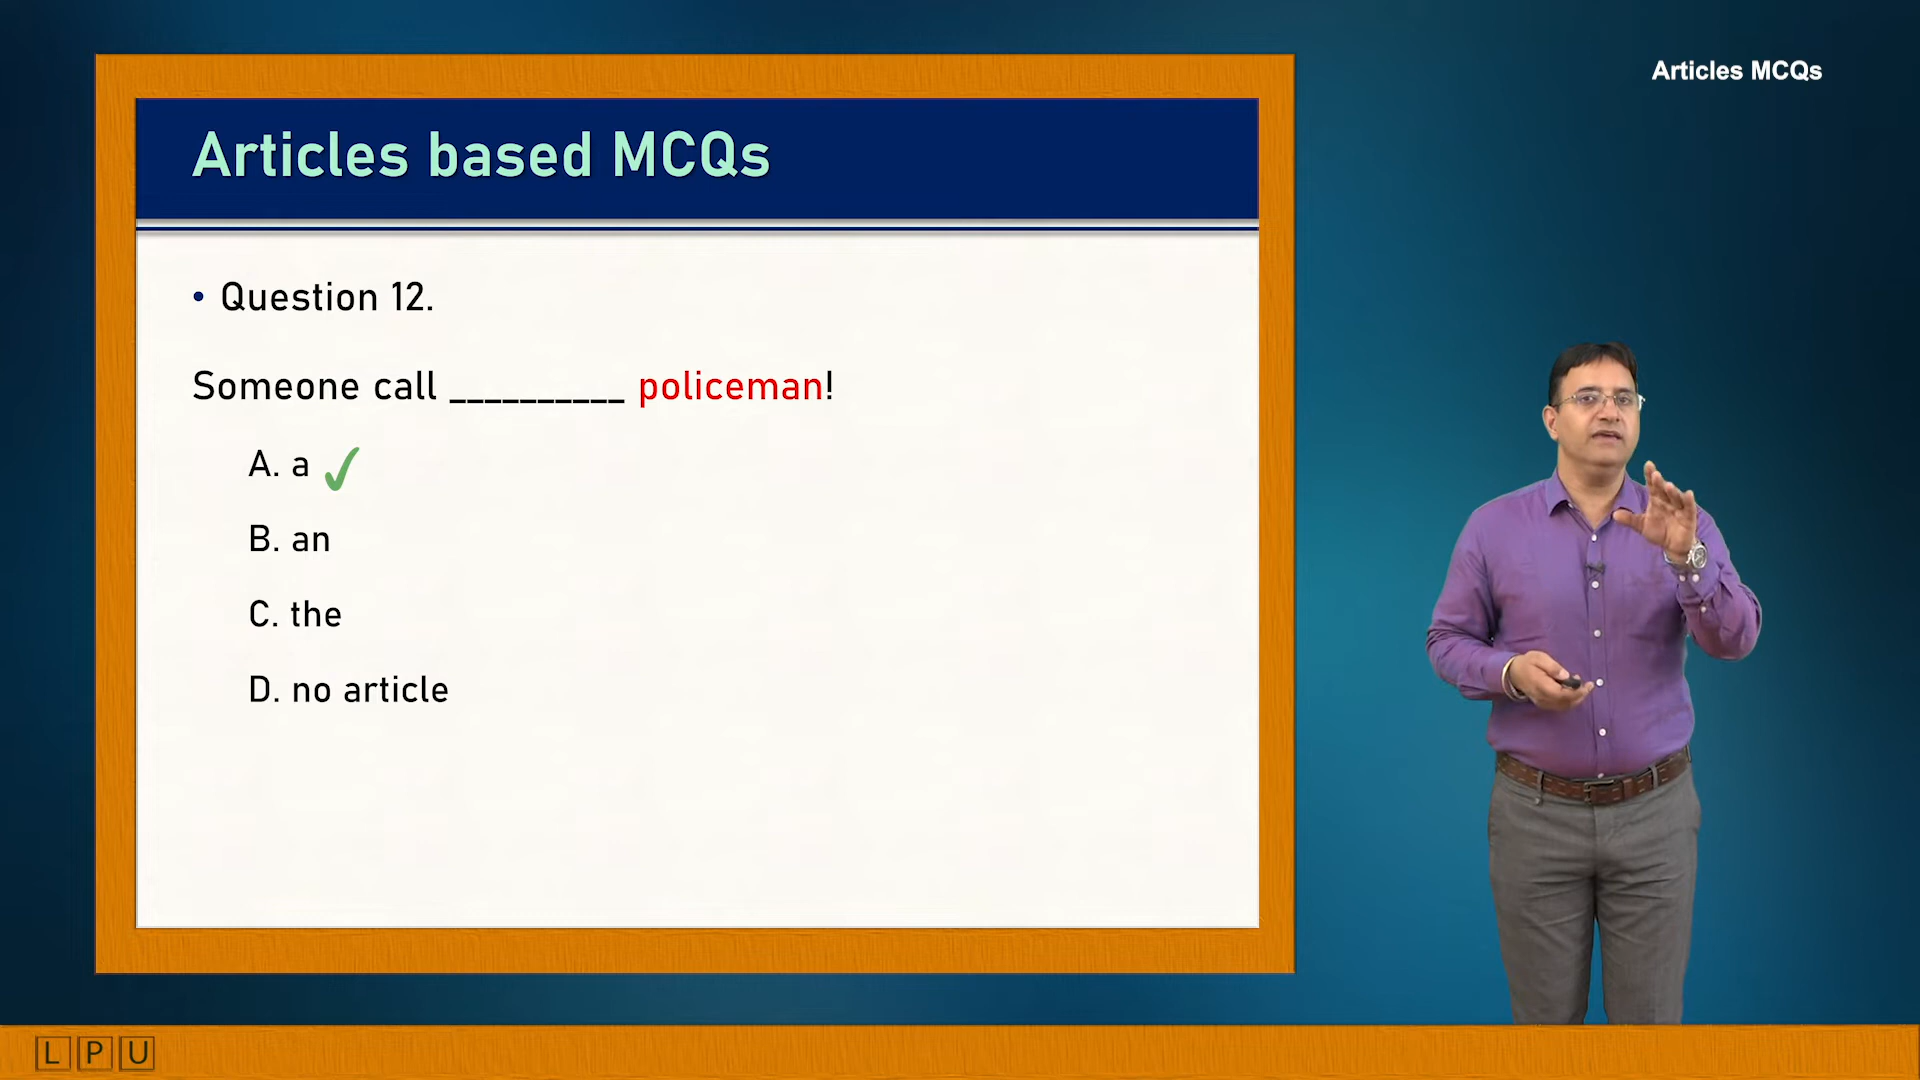 Articles MCQs
Articles based MCQs
• Question 12.
Someone call __________ policeman!
A. a ✓
B. an
C. the
D. no article
L P U